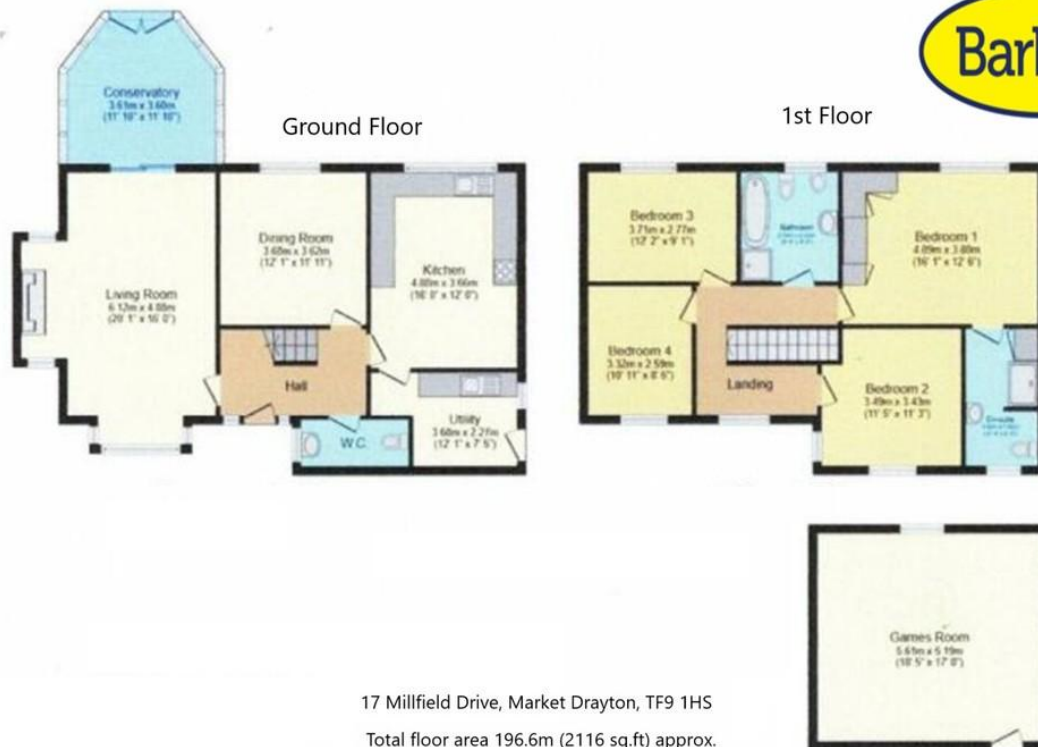 Barl
Ground Floor
1st Floor
Conservatory
3.61m x 3.60m
(11' 10" x 11' 10")
Dining Room
3.68m x 3.62m
(12' 1" x 11' 11")
Kitchen
4.88m x 3.66m
(16' 0" x 12' 0")
Living Room
6.12m x 4.88m
(20' 1" x 16' 0")
Hall
Utility
3.68m x 2.27m
(12' 1" x 7' 5")
W.C.
Bedroom 3
3.71m x 2.77m
(12' 2" x 9' 1")
Bathroom
Bedroom 1
4.89m x 3.80m
(16' 1" x 12' 6")
Bedroom 4
3.32m x 2.59m
(10' 11" x 8' 6")
Landing
Bedroom 2
3.49m x 3.43m
(11' 5" x 11' 3")
Ensuite
Games Room
5.61m x 5.19m
(18' 5" x 17' 0")
17 Millfield Drive, Market Drayton, TF9 1HS
Total floor area 196.6m (2116 sq.ft) approx.